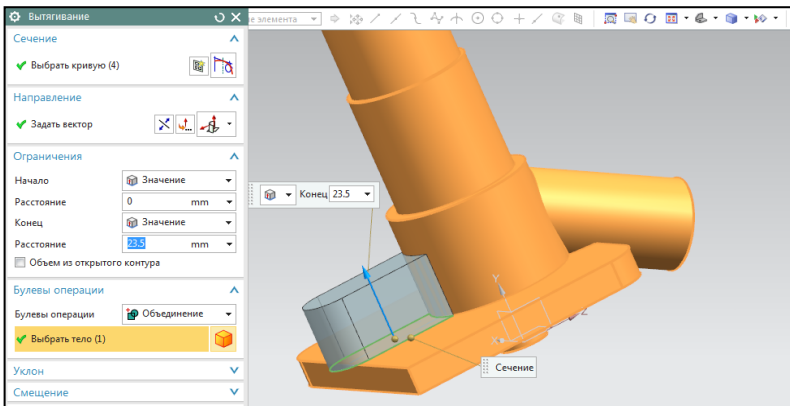 Вытягивание
е элемента
Сечение
Выбрать кривую (4)
Направление
Задать вектор
Ограничения
Начало
Значение
Расстояние
0 mm
Конец
Значение
Расстояние
23.5 mm
Объем из открытого контура
Булевы операции
Булевы операции
Объединение
Выбрать тело (1)
Уклон
Смещение
Конец 23.5
Y
X
Z
Сечение